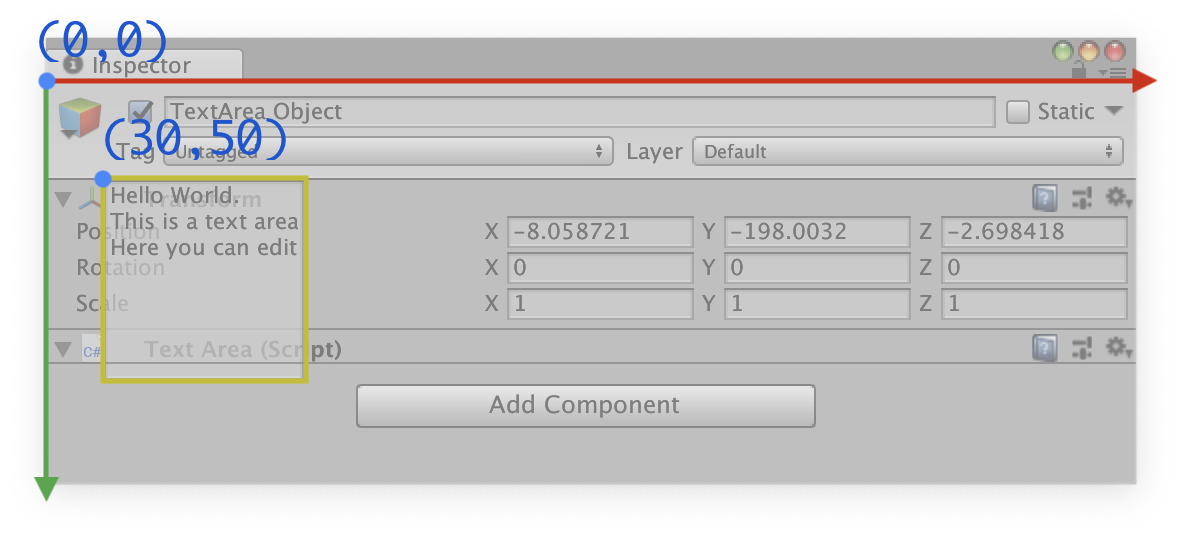 (0,0)
Inspector
TextArea Object
Static
(30,50)
Tag Untagged Layer Default
Transform
Hello World.
This is a text area
Here you can edit
Position X -8.058721 Y -198.0032 Z -2.698418
Rotation X 0 Y 0 Z 0
Scale X 1 Y 1 Z 1
C# Text Area (Script)
Add Component